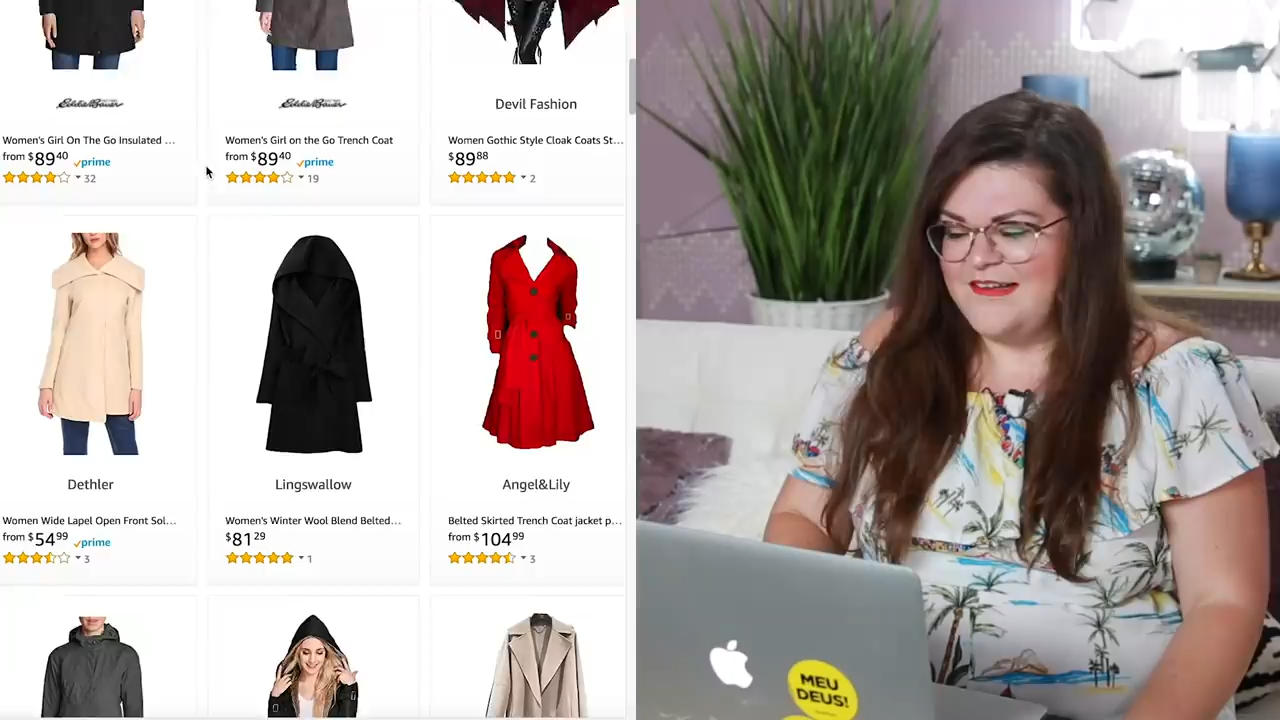 Eddie Bauer
Women's Girl On The Go Insulated ...
from $89 40 prime
32
Eddie Bauer
Women's Girl on the Go Trench Coat
from $89 40 prime
19
Devil Fashion
Women Gothic Style Cloak Coats St...
$89 88
2
Dethler
Women Wide Lapel Open Front Sol...
from $54 99 prime
3
Lingswallow
Women's Winter Wool Blend Belted...
$81 29
1
Angel&Lily
Belted Skirted Trench Coat jacket p...
from $104 99
3
MEU
DEUS!